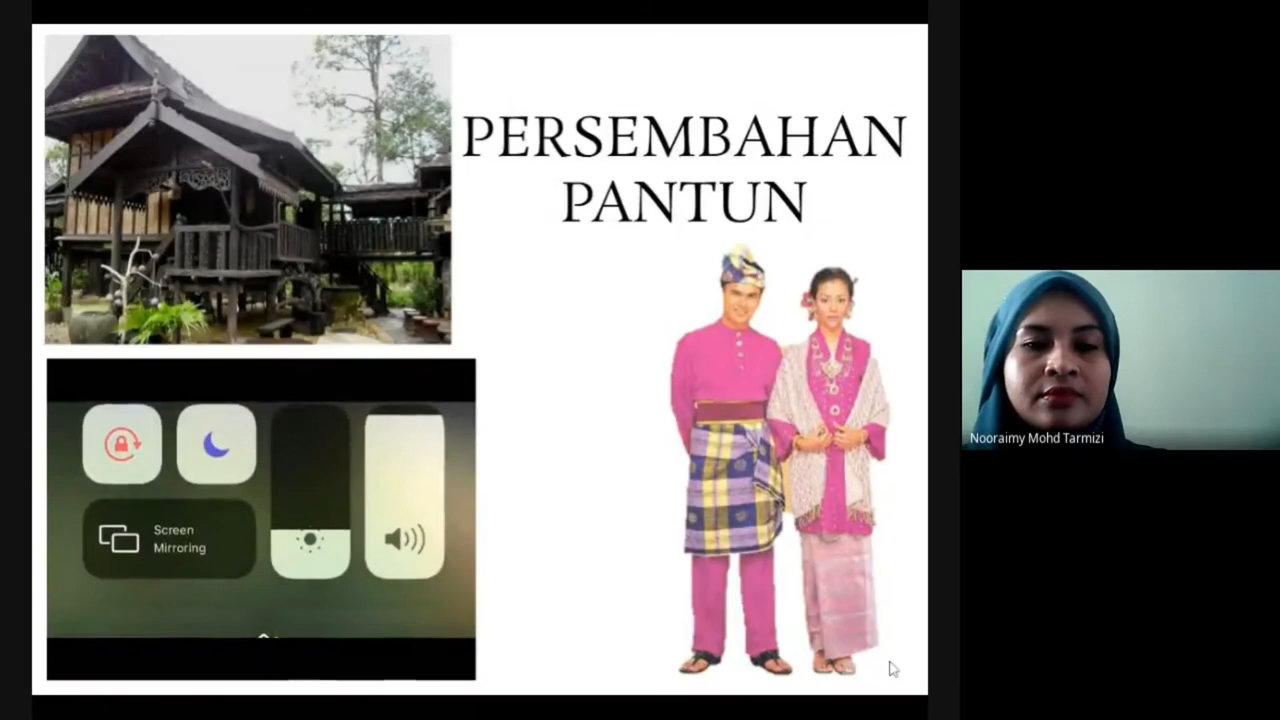 PERSEMBAHAN
PANTUN
Screen
Mirroring
Nooraimy Mohd Tarmizi